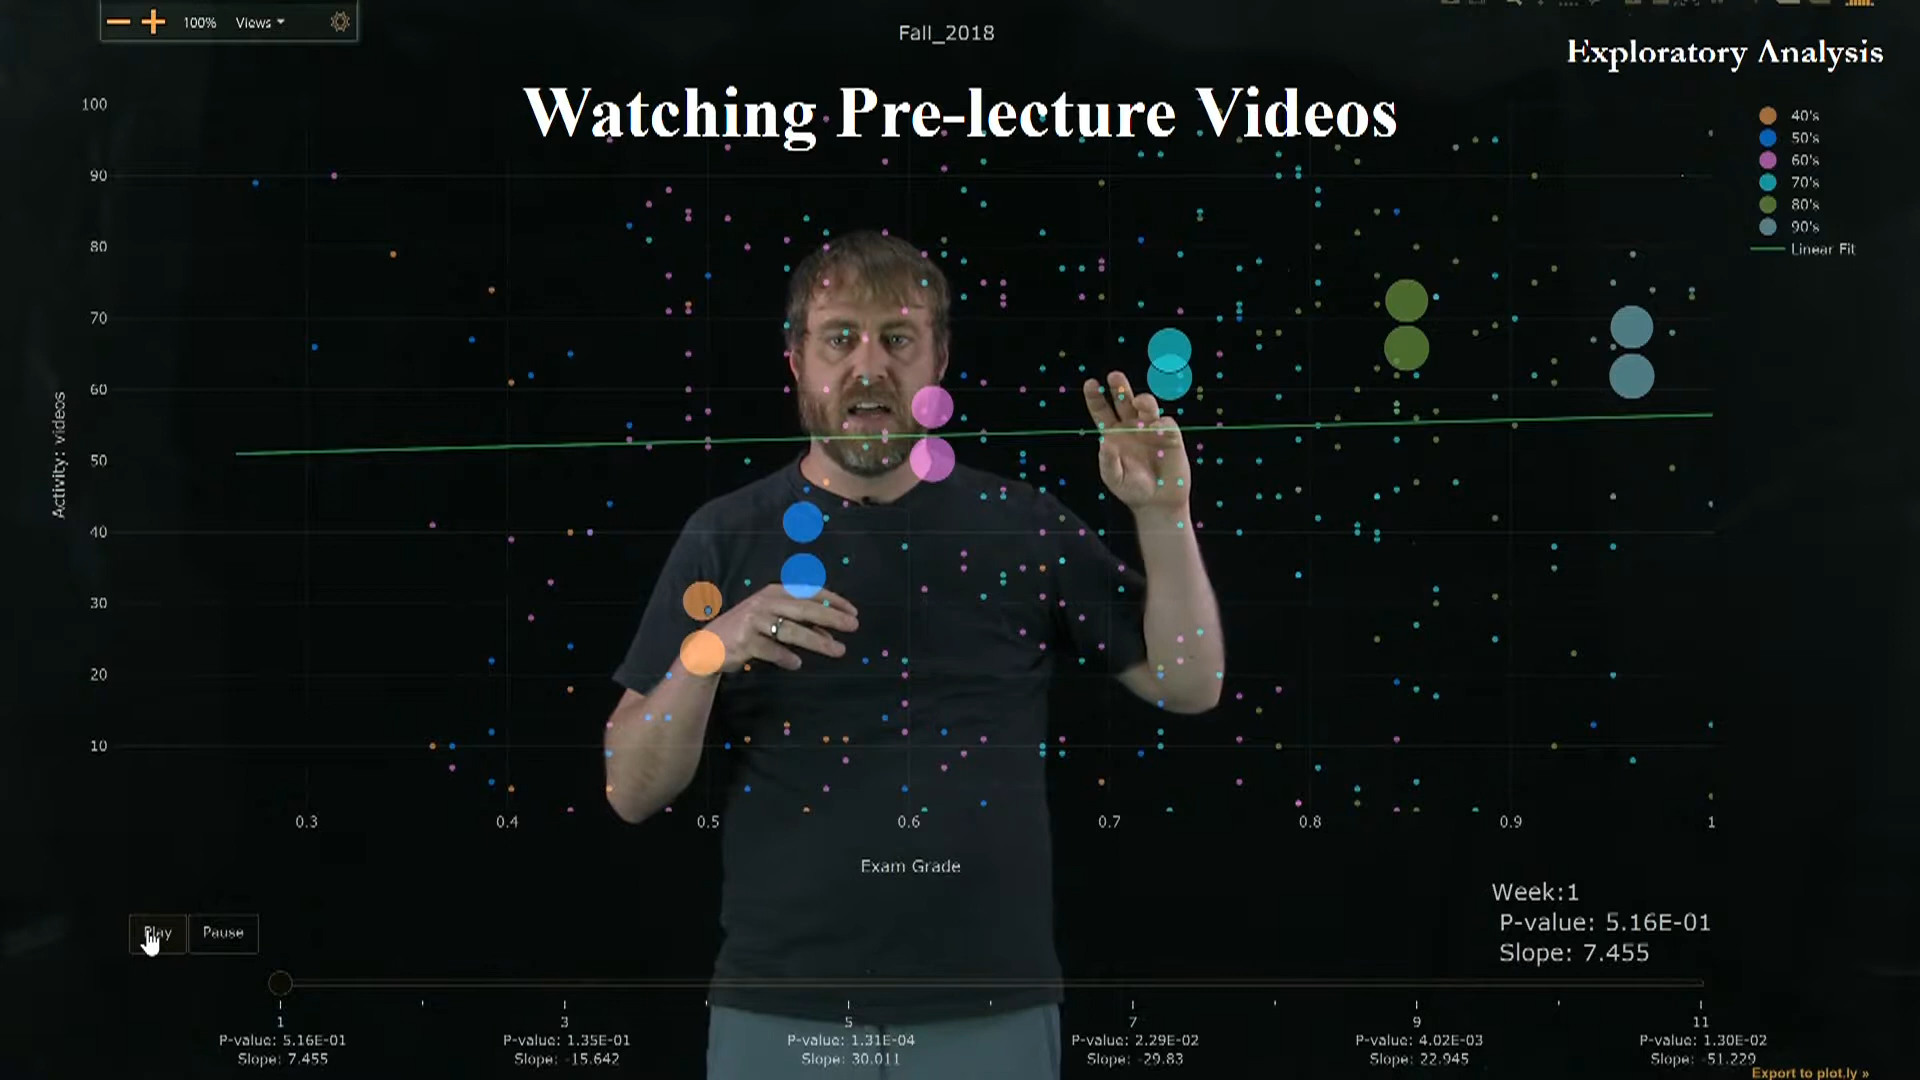 100% Views
Fall_2018
Exploratory Analysis
Watching Pre-lecture Videos
40's
50's
60's
70's
80's
90's
Linear Fit
100
90
80
70
60
50
40
30
20
10
Activity: videos
0.3 0.4 0.5 0.6 0.7 0.8 0.9 1
Exam Grade
Week:1
P-value: 5.16E-01
Slope: 7.455
Play Pause
1 3 5 7 9 11
P-value: 5.16E-01 P-value: 1.35E-01 P-value: 1.31E-04 P-value: 2.29E-02 P-value: 4.02E-03 P-value: 1.30E-02
Slope: 7.455 Slope: -15.642 Slope: 30.011 Slope: -29.83 Slope: 22.945 Slope: -51.229
Export to plot.ly »